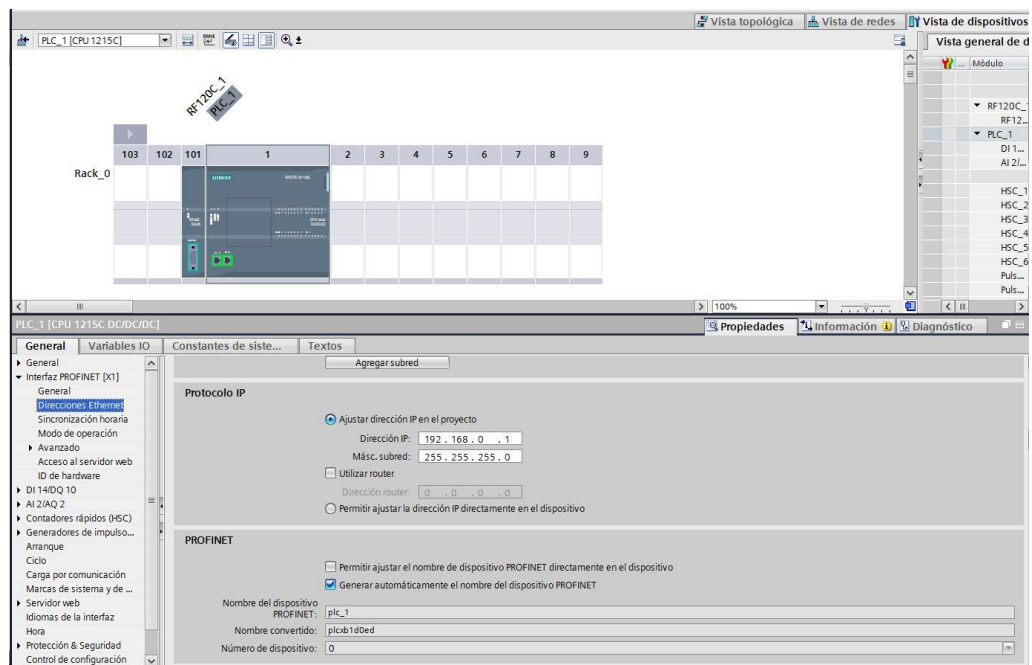 Vista topológica Vista de redes Vista de dispositivos
PLC_1 [CPU 1215C]
Vista general de d
... Módulo
RF120C_1
PLC_1
RF120C_1
RF12...
PLC_1
DI 1...
AI 2/...
HSC_1
HSC_2
HSC_3
HSC_4
HSC_5
HSC_6
Puls...
Puls...
103 102 101 1 2 3 4 5 6 7 8 9
Rack_0
SIEMENS
100%
PLC_1 [CPU 1215C DC/DC/DC]
Propiedades Información Diagnóstico
General Variables IO Constantes de siste... Textos
General
Interfaz PROFINET [X1]
General
Direcciones Ethernet
Sincronización horaria
Modo de operación
Avanzado
Acceso al servidor web
ID de hardware
DI 14/DQ 10
AI 2/AQ 2
Contadores rápidos (HSC)
Generadores de impulso...
Arranque
Ciclo
Carga por comunicación
Marcas de sistema y de ...
Servidor web
Idiomas de la interfaz
Hora
Protección & Seguridad
Control de configuración
Agregar subred
Protocolo IP
Ajustar dirección IP en el proyecto
Dirección IP: 192 . 168 . 0 . 1
Másc. subred: 255 . 255 . 255 . 0
Utilizar router
Dirección router: 0 . 0 . 0 . 0
Permitir ajustar la dirección IP directamente en el dispositivo
PROFINET
Permitir ajustar el nombre de dispositivo PROFINET directamente en el dispositivo
Generar automáticamente el nombre del dispositivo PROFINET
Nombre del dispositivo
PROFINET: plc_1
Nombre convertido: plcxb1d0ed
Número de dispositivo: 0